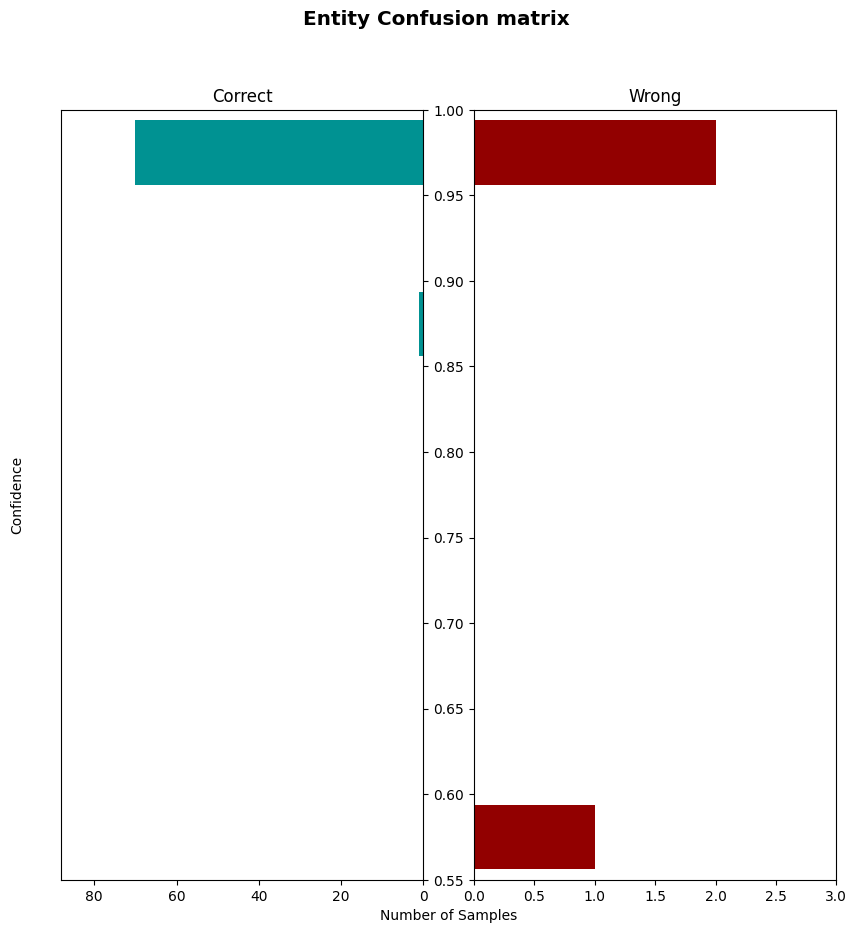 Entity Confusion matrix
Correct
Wrong
1.00
0.95
0.90
0.85
0.80
0.75
0.70
0.65
0.60
0.55
Confidence
80 60 40 20 0 0.0 0.5 1.0 1.5 2.0 2.5 3.0
Number of Samples